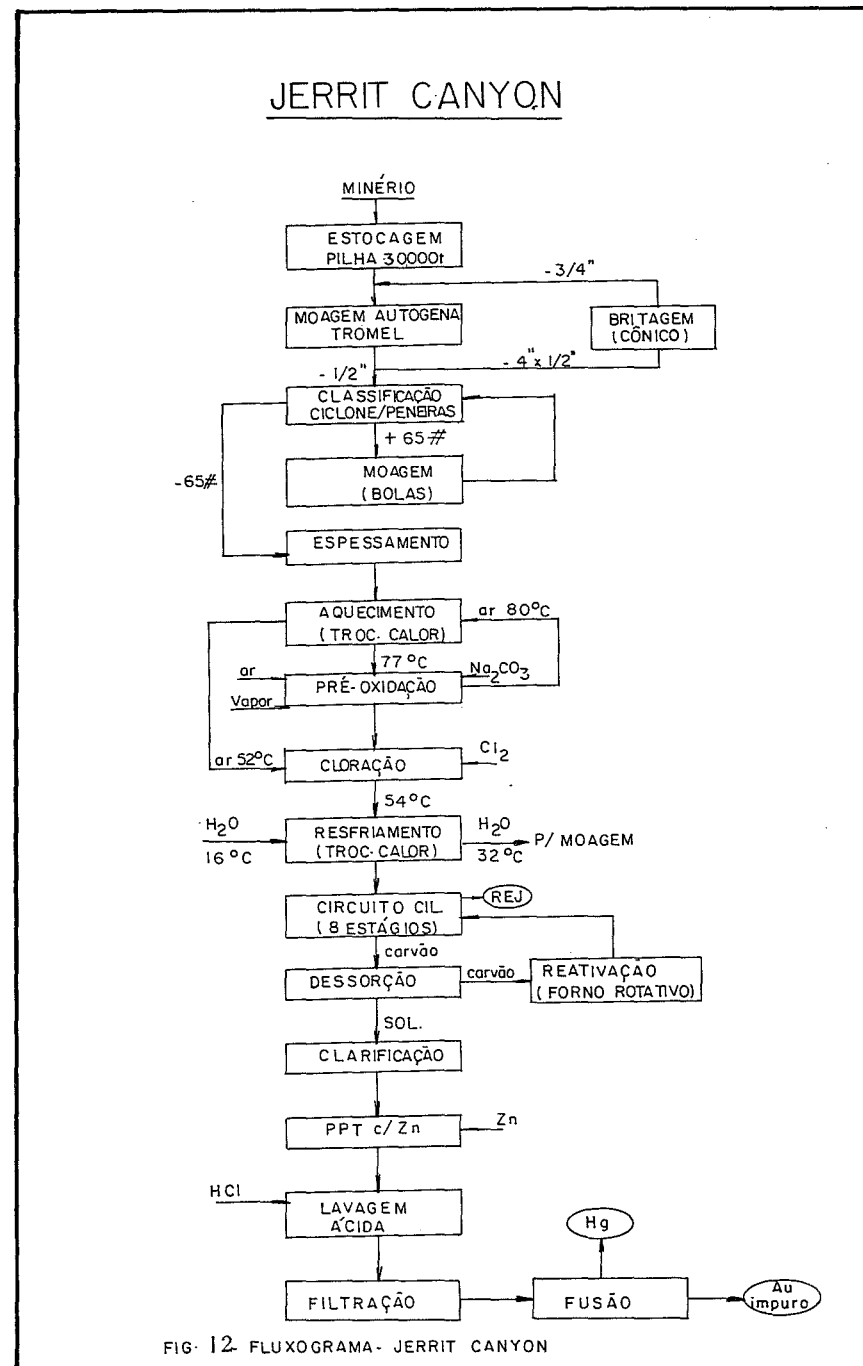 JERRIT CANYON
MINÉRIO
ESTOCAGEM
PILHA 30000t
- 3/4"
MOAGEM AUTOGENA
TROMEL
BRITAGEM
(CÔNICO)
- 1/2"
- 4" x 1/2"
CLASSIFICAÇÃO
CICLONE/PENEIRAS
+ 65#
-65#
MOAGEM
(BOLAS)
ESPESSAMENTO
AQUECIMENTO
(TROC. CALOR)
ar 80°C
77°C
ar
Na2CO3
PRÉ-OXIDAÇÃO
Vapor
ar 52°C
CLORAÇÃO
Cl2
54°C
H2O
16°C
RESFRIAMENTO
(TROC. CALOR)
H2O
32°C
P/ MOAGEM
CIRCUITO CIL.
(8 ESTÁGIOS)
REJ
carvão
DESSORÇÃO
carvão
REATIVAÇÃO
(FORNO ROTATIVO)
SOL.
CLARIFICAÇÃO
PPT c/ Zn
Zn
HCl
LAVAGEM
ÁCIDA
Hg
FILTRAÇÃO
FUSÃO
Au
impuro
FIG. 12- FLUXOGRAMA- JERRIT CANYON